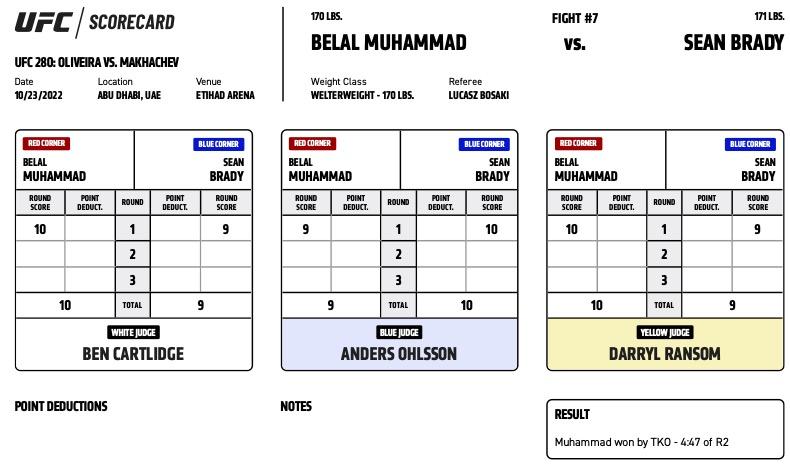 UFC SCORECARD
UFC 280: OLIVEIRA VS. MAKHACHEV
Date Location Venue
10/23/2022 ABU DHABI, UAE ETIHAD ARENA
170 LBS. FIGHT #7 171 LBS.
BELAL MUHAMMAD vs. SEAN BRADY
Weight Class Referee
WELTERWEIGHT - 170 LBS. LUCASZ BOSAKI
RED CORNER BLUE CORNER
BELAL SEAN
MUHAMMAD BRADY
ROUND POINT ROUND POINT ROUND
SCORE DEDUCT. DEDUCT. SCORE
10 1 9
2
3
10 TOTAL 9
WHITE JUDGE
BEN CARTLIDGE
RED CORNER BLUE CORNER
BELAL SEAN
MUHAMMAD BRADY
ROUND POINT ROUND POINT ROUND
SCORE DEDUCT. DEDUCT. SCORE
9 1 10
2
3
9 TOTAL 10
BLUE JUDGE
ANDERS OHLSSON
RED CORNER BLUE CORNER
BELAL SEAN
MUHAMMAD BRADY
ROUND POINT ROUND POINT ROUND
SCORE DEDUCT. DEDUCT. SCORE
10 1 9
2
3
10 TOTAL 9
YELLOW JUDGE
DARRYL RANSOM
POINT DEDUCTIONS
NOTES
RESULT
Muhammad won by TKO - 4:47 of R2